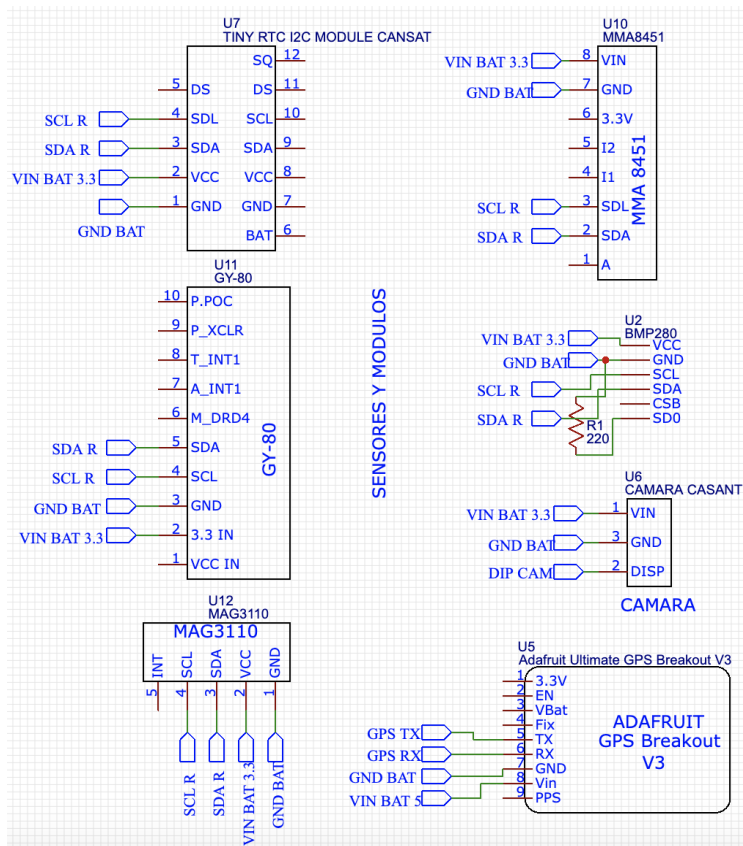 U7
TINY RTC I2C MODULE CANSAT
SQ 12
5 DS DS 11
SCL R 4 SDL SCL 10
SDA R 3 SDA SDA 9
VIN BAT 3.3 2 VCC VCC 8
1 GND GND 7
GND BAT
BAT 6
U10
MMA8451
VIN BAT 3.3 8 VIN
GND BAT 7 GND
6 3.3V
5 I2
4 I1
SCL R 3 SDL
SDA R 2 SDA
1 A
MMA 8451
U11
GY-80
10 P.POC
9 P_XCLR
8 T_INT1
7 A_INT1
6 M_DRD4
SDA R 5 SDA
SCL R 4 SCL
GND BAT 3 GND
VIN BAT 3.3 2 3.3 IN
1 VCC IN
GY-80
SENSORES Y MODULOS
U2
BMP280
VIN BAT 3.3 VCC
GND BAT GND
SCL
SCL R SDA
CSB
SDA R SD0
R1
220
U6
CAMARA CASANT
VIN BAT 3.3 1 VIN
GND BAT 3 GND
DIP CAM 2 DISP
CAMARA
U12
MAG3110
MAG3110
INT SCL SDA VCC GND
5 4 3 2 1
SCL R SDA R VIN BAT 3.3 GND BAT
U5
Adafruit Ultimate GPS Breakout V3
1 3.3V
2 EN
3 VBat
4 Fix
GPS TX 5 TX
GPS RX 6 RX
GND BAT 7 GND
8 Vin
VIN BAT 5 9 PPS
ADAFRUIT
GPS Breakout
V3